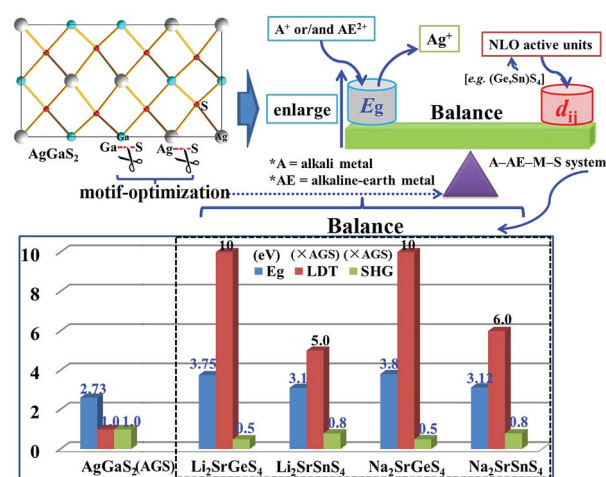 A⁺ or/and AE²⁺
Ag⁺
NLO active units
[e.g. (Ge,Sn)S₄]
Eg
dij
enlarge
Balance
S
Ga
Ag
AgGaS₂
Ga---S
Ag---S
motif-optimization
*A = alkali metal
*AE = alkaline-earth metal
A–AE–M–S system
Balance
(eV) (×AGS) (×AGS)
Eg LDT SHG
10
8
6
4
2
0
2.73 1.0 1.0
3.75 10 0.5
3.1 5.0 0.8
3.8 10 0.5
3.12 6.0 0.8
AgGaS₂(AGS) Li₂SrGeS₄ Li₂SrSnS₄ Na₂SrGeS₄ Na₂SrSnS₄